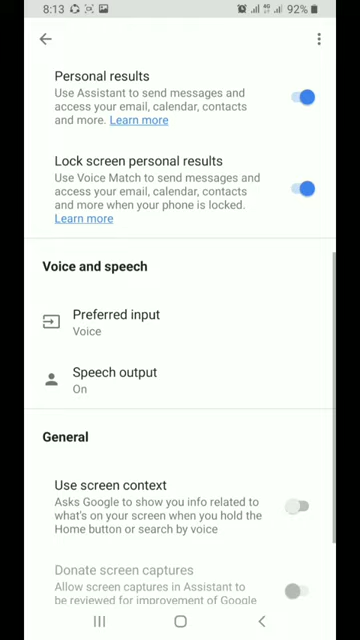 8:13
92%
Personal results
Use Assistant to send messages and
access your email, calendar, contacts
and more. Learn more
Lock screen personal results
Use Voice Match to send messages and
access your email, calendar, contacts
and more when your phone is locked.
Learn more
Voice and speech
Preferred input
Voice
Speech output
On
General
Use screen context
Asks Google to show you info related to
what's on your screen when you hold the
Home button or search by voice
Donate screen captures
Allow screen captures in Assistant to
be reviewed for improvement of Google